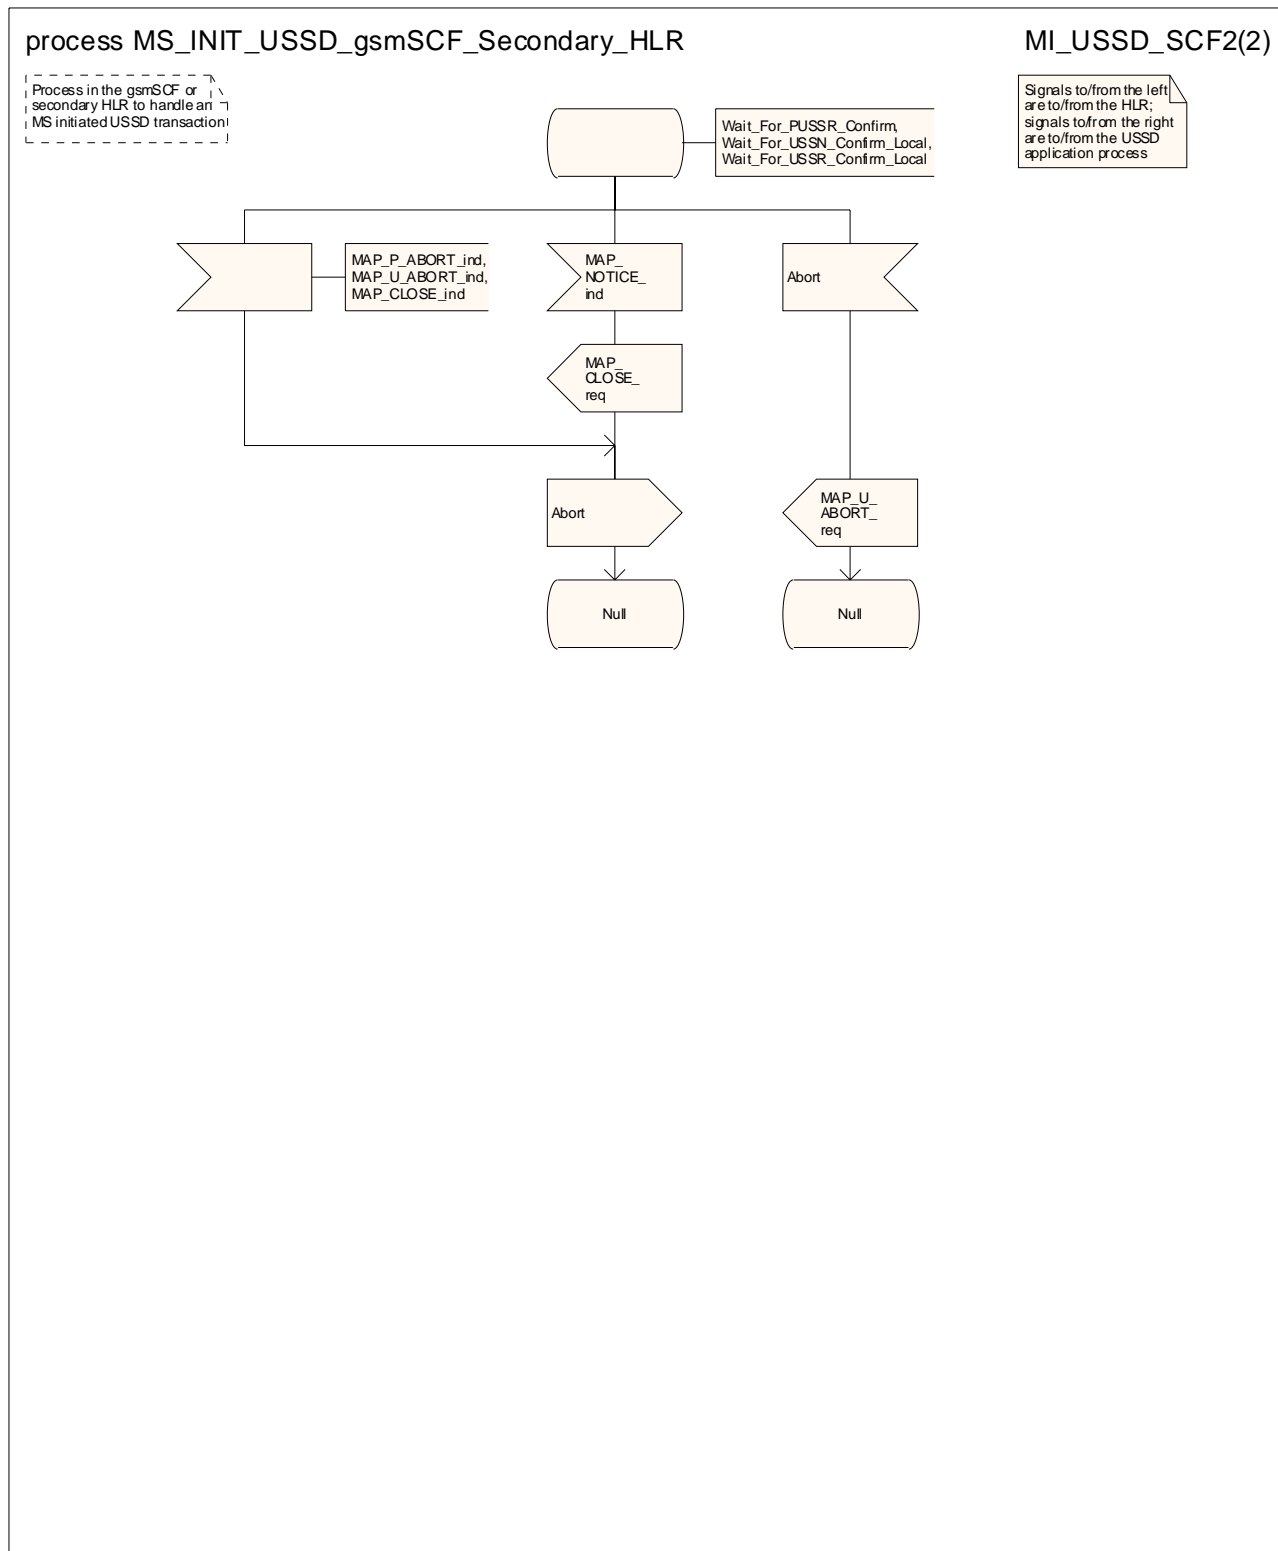 process MS_INIT_USSD_gsmSCF_Secondary_HLR
MI_USSD_SCF2(2)
Process in the gsmSCF or
secondary HLR to handle an
MS initiated USSD transaction
Signals to/from the left
are to/from the HLR;
signals to/from the right
are to/from the USSD
application process
Wait_For_PUSSR_Confirm,
Wait_For_USSN_Confirm_Local,
Wait_For_USSR_Confirm_Local
MAP_P_ABORT_ind,
MAP_U_ABORT_ind,
MAP_CLOSE_ind
MAP_
NOTICE_
ind
Abort
MAP_
CLOSE_
req
Abort
MAP_U_
ABORT_
req
Null
Null